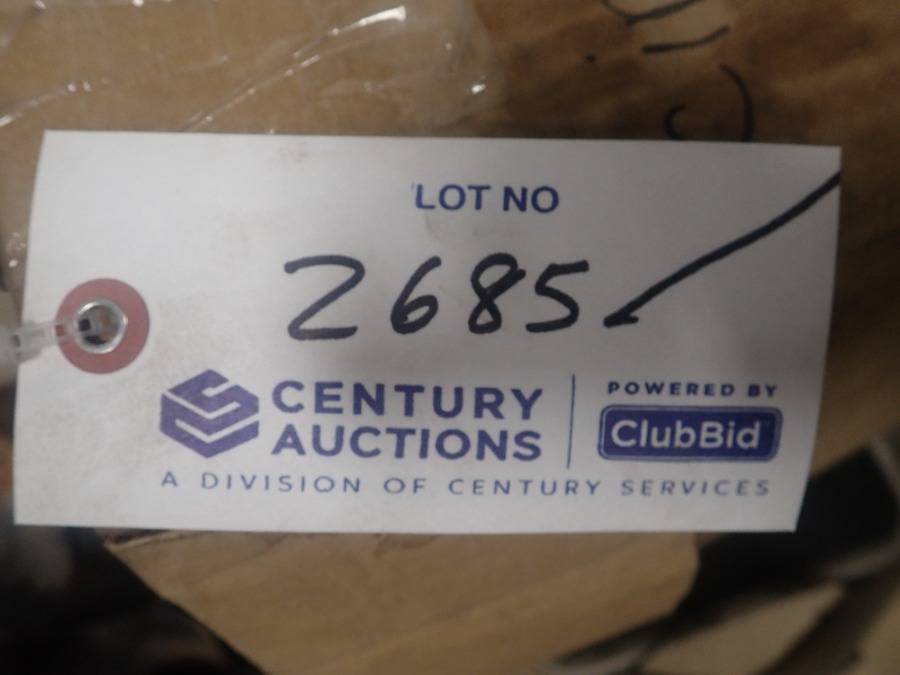 LOT NO
2685
CENTURY
AUCTIONS
POWERED BY
ClubBid
A DIVISION OF CENTURY SERVICES